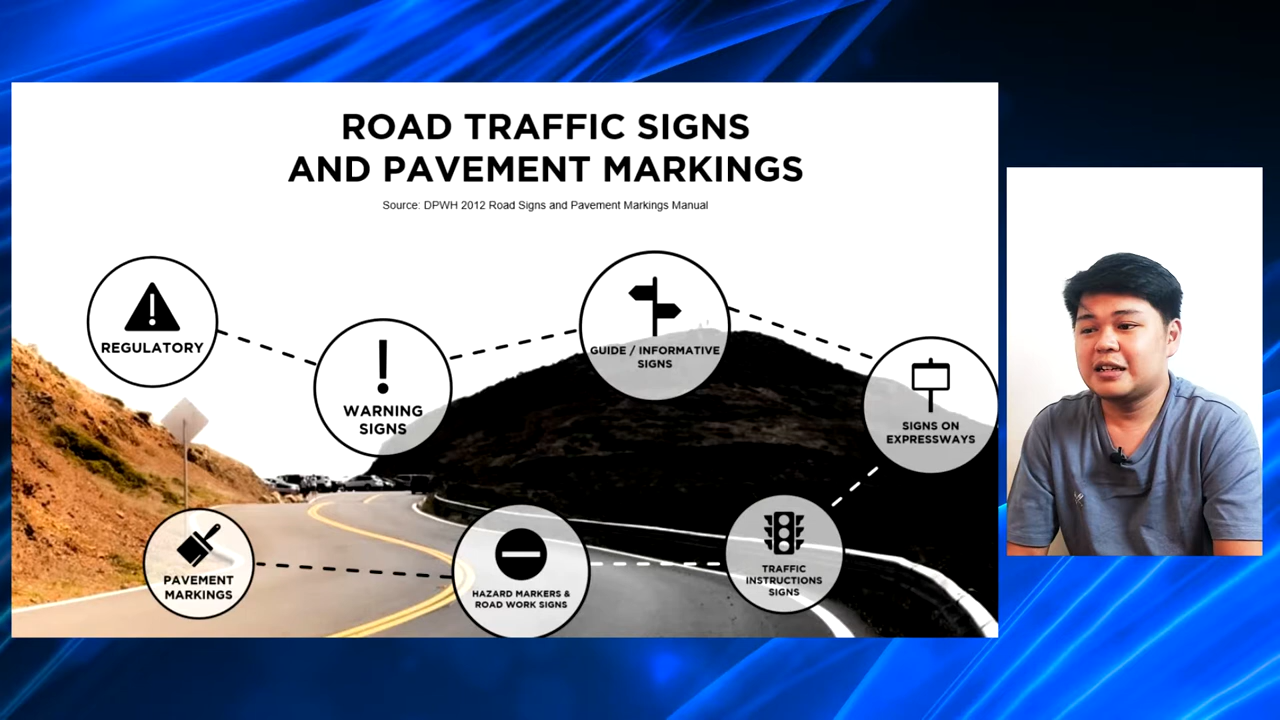 ROAD TRAFFIC SIGNS
AND PAVEMENT MARKINGS
Source: DPWH 2012 Road Signs and Pavement Markings Manual
REGULATORY
WARNING
SIGNS
GUIDE / INFORMATIVE
SIGNS
SIGNS ON
EXPRESSWAYS
TRAFFIC
INSTRUCTIONS
SIGNS
HAZARD MARKERS &
ROAD WORK SIGNS
PAVEMENT
MARKINGS